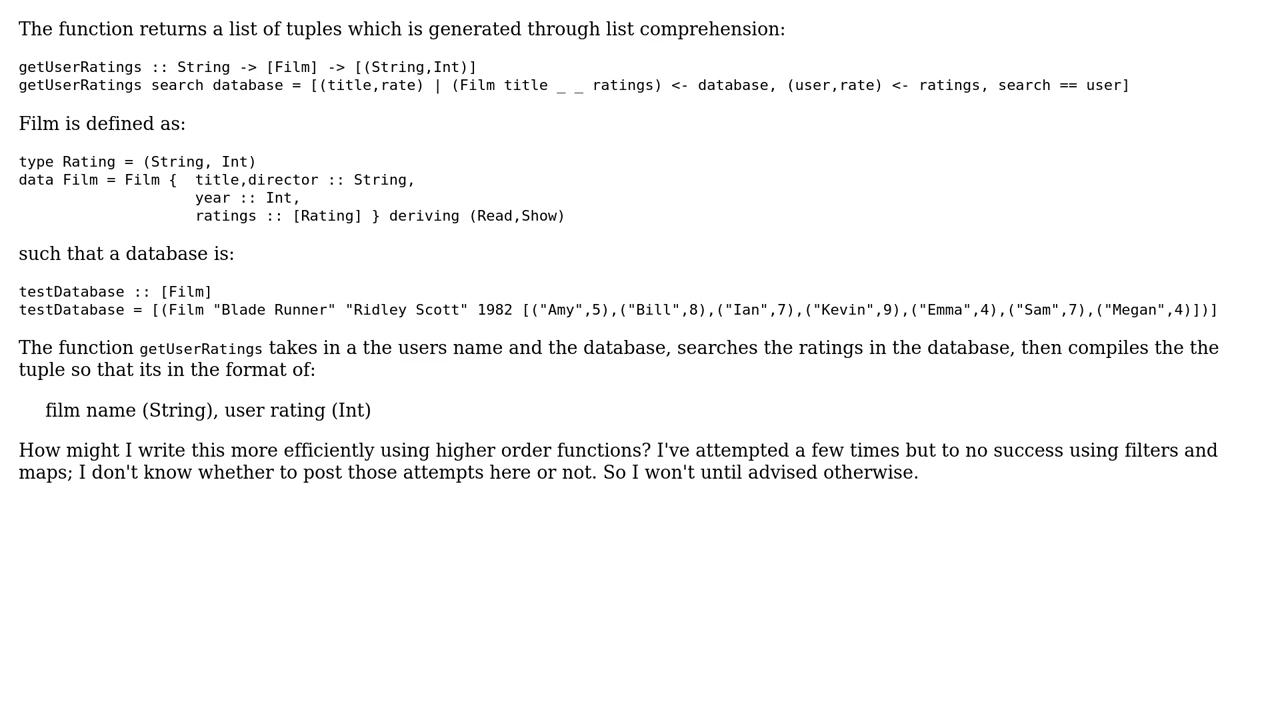 The function returns a list of tuples which is generated through list comprehension:
getUserRatings :: String -> [Film] -> [(String,Int)]
getUserRatings search database = [(title,rate) | (Film title _ _ ratings) <- database, (user,rate) <- ratings, search == user]
Film is defined as:
type Rating = (String, Int)
data Film = Film {  title,director :: String,
                    year :: Int,
                    ratings :: [Rating] } deriving (Read,Show)
such that a database is:
testDatabase :: [Film]
testDatabase = [(Film "Blade Runner" "Ridley Scott" 1982 [("Amy",5),("Bill",8),("Ian",7),("Kevin",9),("Emma",4),("Sam",7),("Megan",4)])]
The function getUserRatings takes in a the users name and the database, searches the ratings in the database, then compiles the the
tuple so that its in the format of:
film name (String), user rating (Int)
How might I write this more efficiently using higher order functions? I've attempted a few times but to no success using filters and
maps; I don't know whether to post those attempts here or not. So I won't until advised otherwise.